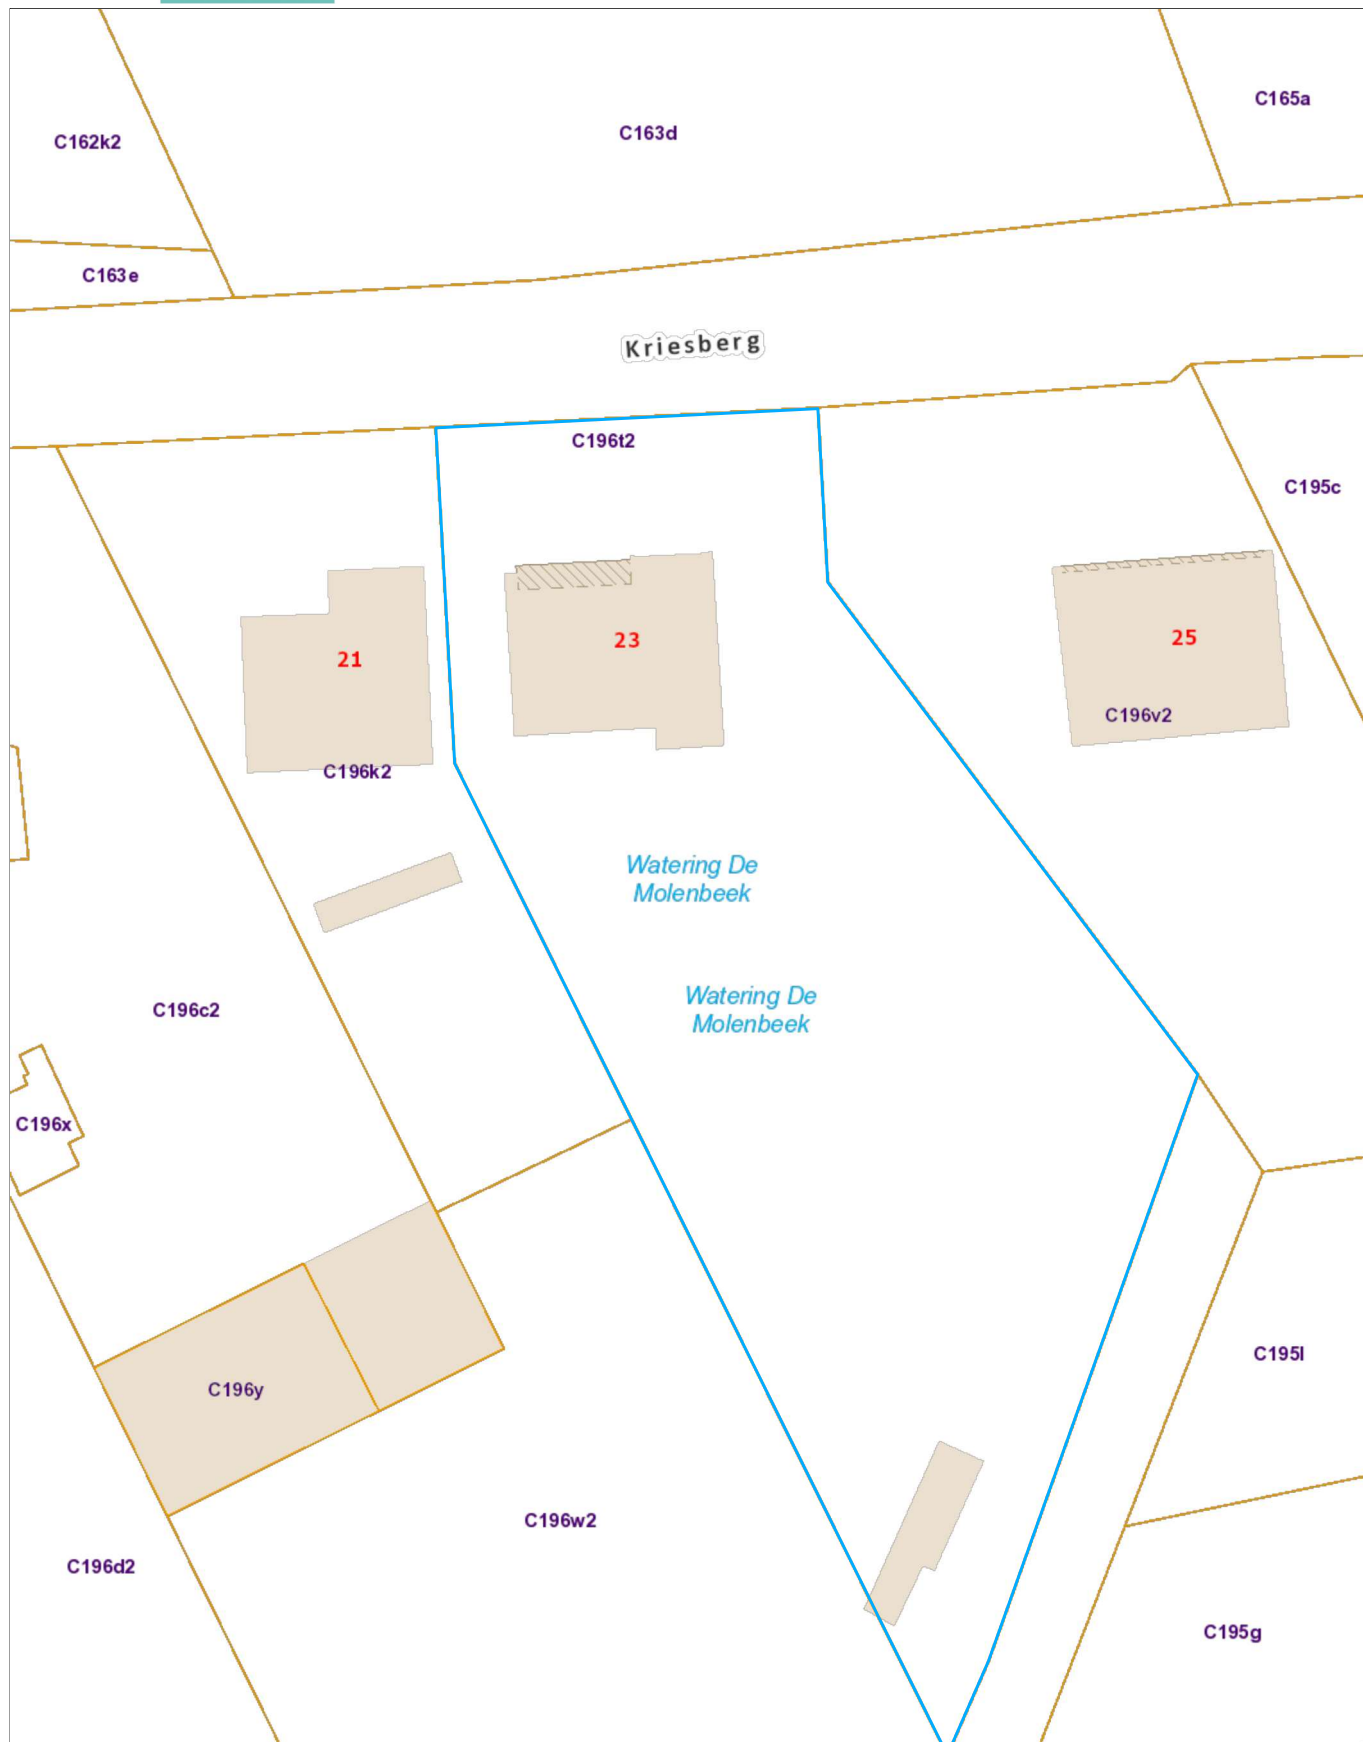 C165a
C163d
C162k2
C163e
Kriesberg
C196t2
C195c
23
25
21
C196v2
C196k2
Watering De
Molenbeek
Watering De
Molenbeek
C196c2
C196x
C195l
C196y
C196w2
C196d2
C195g